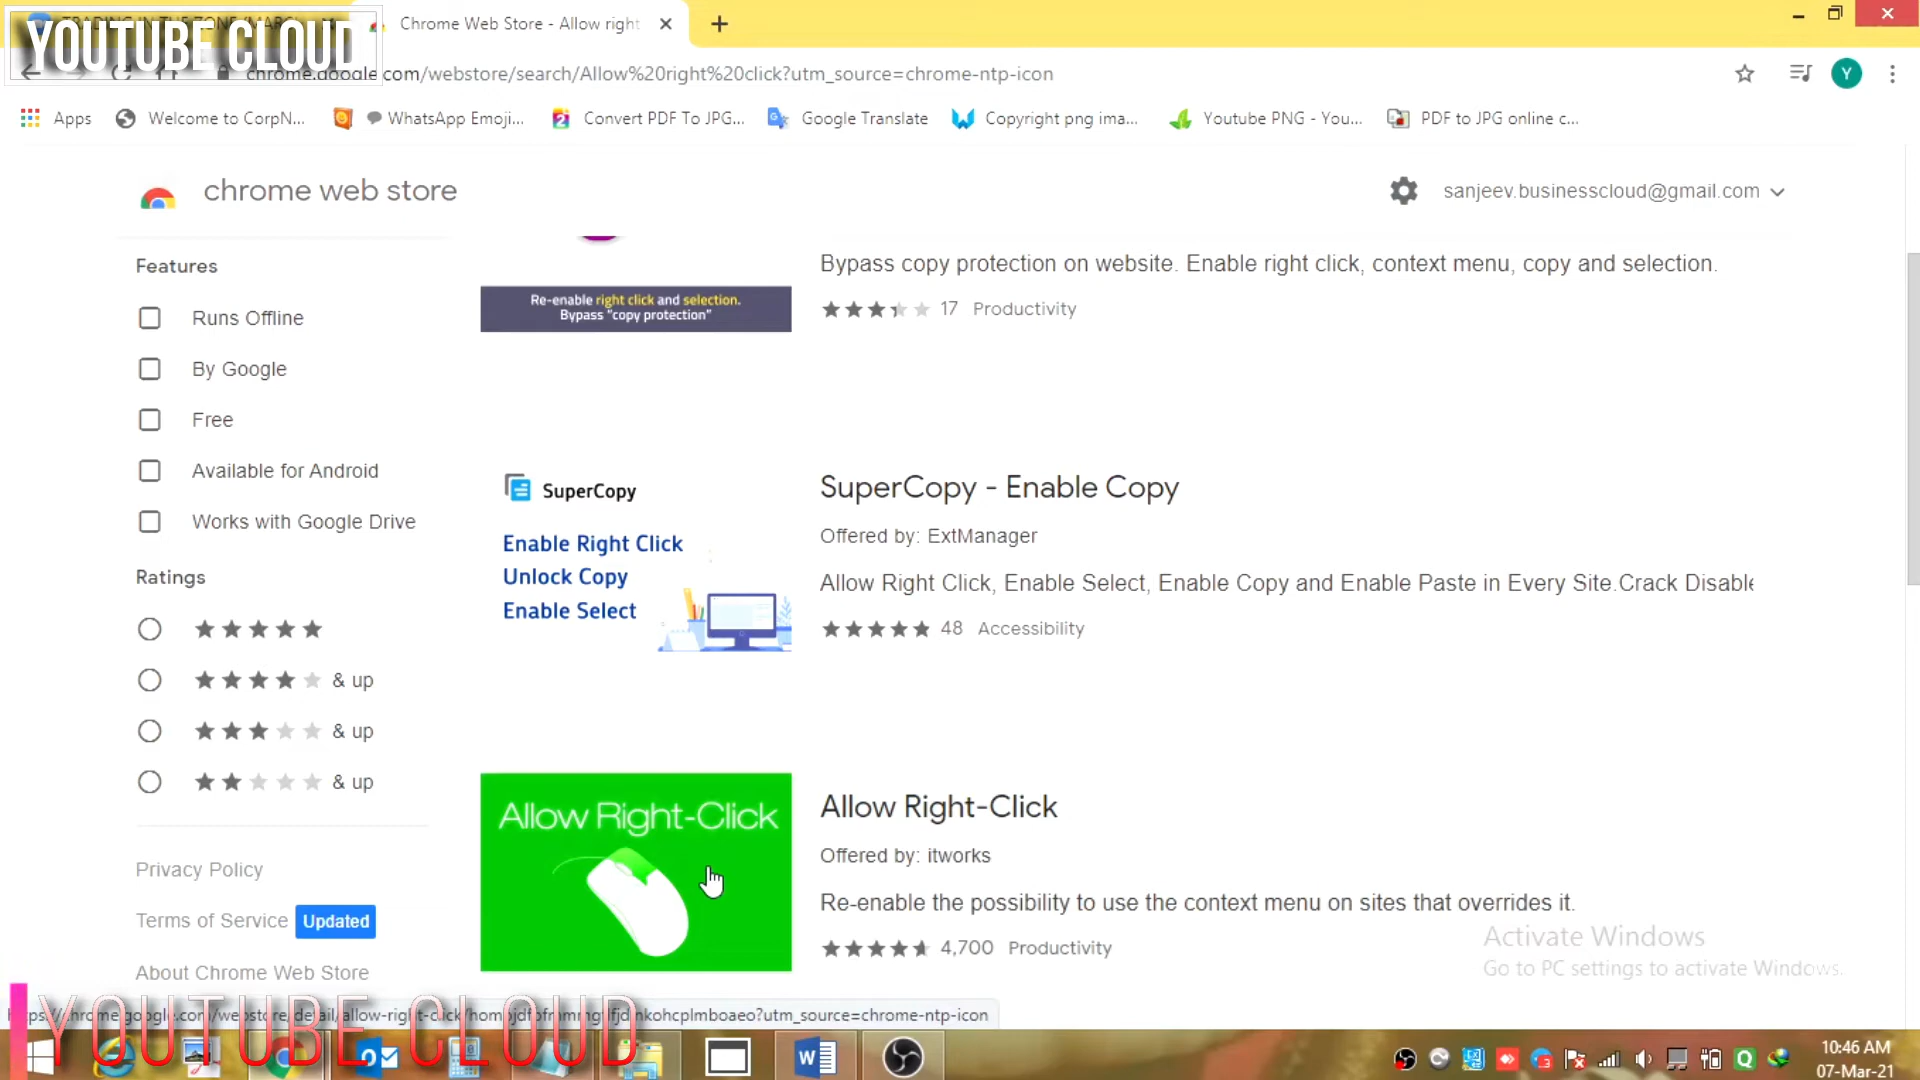 TRADING IN THE ZONE (MARC
Chrome Web Store - Allow right
YOUTUBE CLOUD
chrome.google.com/webstore/search/Allow%20right%20click?utm_source=chrome-ntp-icon
Y
Apps
Welcome to CorpN...
WhatsApp Emoji...
Convert PDF To JPG...
Google Translate
Copyright png ima...
Youtube PNG - You...
PDF to JPG online c...
chrome web store
sanjeev.businesscloud@gmail.com
Features
Runs Offline
By Google
Free
Available for Android
Works with Google Drive
Ratings
& up
& up
& up
Privacy Policy
Terms of Service Updated
About Chrome Web Store
Re-enable right click and selection.
Bypass "copy protection"
Bypass copy protection on website. Enable right click, context menu, copy and selection.
17 Productivity
SuperCopy
Enable Right Click
Unlock Copy
Enable Select
SuperCopy - Enable Copy
Offered by: ExtManager
Allow Right Click, Enable Select, Enable Copy and Enable Paste in Every Site.Crack Disable
48 Accessibility
Allow Right-Click
Allow Right-Click
Offered by: itworks
Re-enable the possibility to use the context menu on sites that overrides it.
4,700 Productivity
Activate Windows
Go to PC settings to activate Windows.
YOUTUBE CLOUD
10:46 AM
07-Mar-21